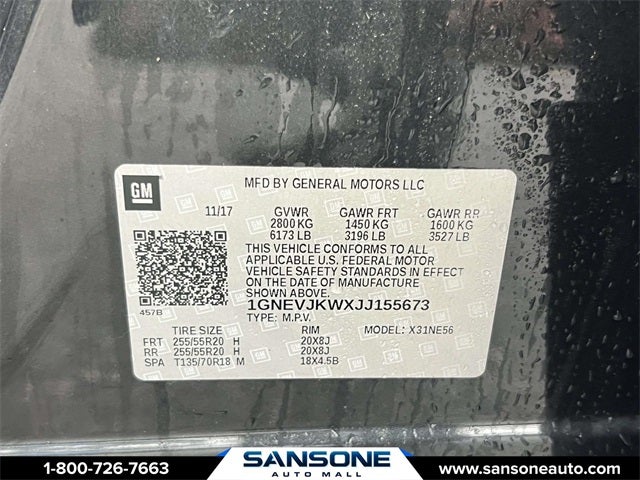 GM
MFD BY GENERAL MOTORS LLC
11/17 GVWR GAWR FRT GAWR RR
2800 KG 1450 KG 1600 KG
6173 LB 3196 LB 3527 LB
THIS VEHICLE CONFORMS TO ALL
APPLICABLE U.S. FEDERAL MOTOR
VEHICLE SAFETY STANDARDS IN EFFECT
ON THE DATE OF MANUFACTURE
SHOWN ABOVE.
1GNEVJKWXJJ155673
457B
TYPE: M.P.V. MODEL: X31NE56
TIRE SIZE RIM
FRT 255/55R20 H 20X8J
RR 255/55R20 H 20X8J
SPA T135/70R18 M 18X4.5B
1-800-726-7663
SANSONE
AUTO MALL
www.sansoneauto.com